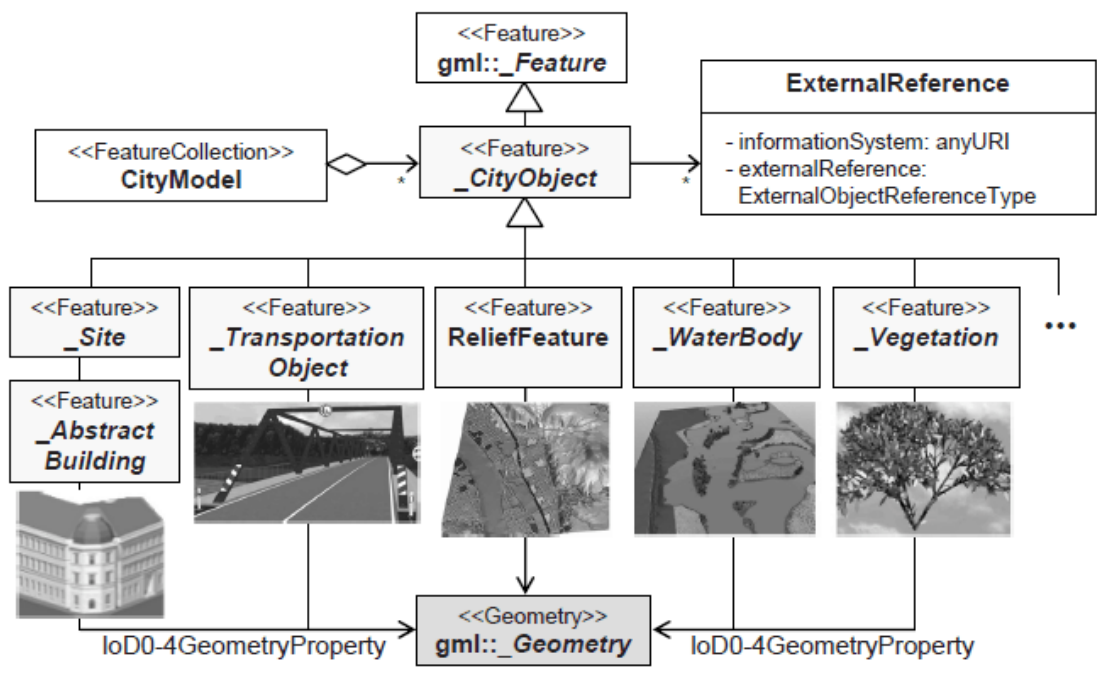 <<Feature>>
gml::_Feature
ExternalReference
- informationSystem: anyURI
- externalReference:
ExternalObjectReferenceType
<<FeatureCollection>>
CityModel
*
<<Feature>>
_CityObject
*
<<Feature>>
_Site
<<Feature>>
_Transportation
Object
<<Feature>>
ReliefFeature
<<Feature>>
_WaterBody
<<Feature>>
_Vegetation
...
<<Feature>>
_Abstract
Building
<<Geometry>>
gml::_Geometry
loD0-4GeometryProperty
loD0-4GeometryProperty